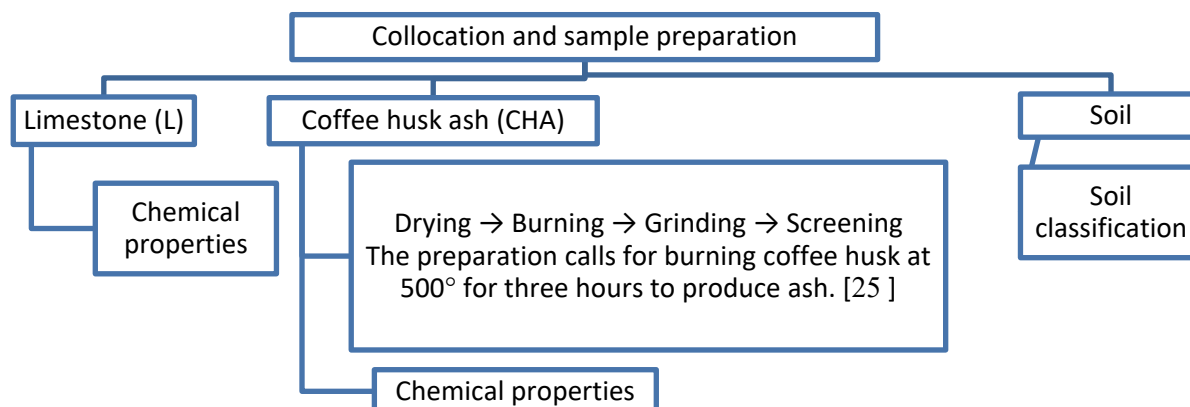 Collocation and sample preparation
Limestone (L)
Coffee husk ash (CHA)
Soil
Chemical
properties
Drying → Burning → Grinding → Screening
The preparation calls for burning coffee husk at
500° for three hours to produce ash. [25 ]
Soil
classification
Chemical properties